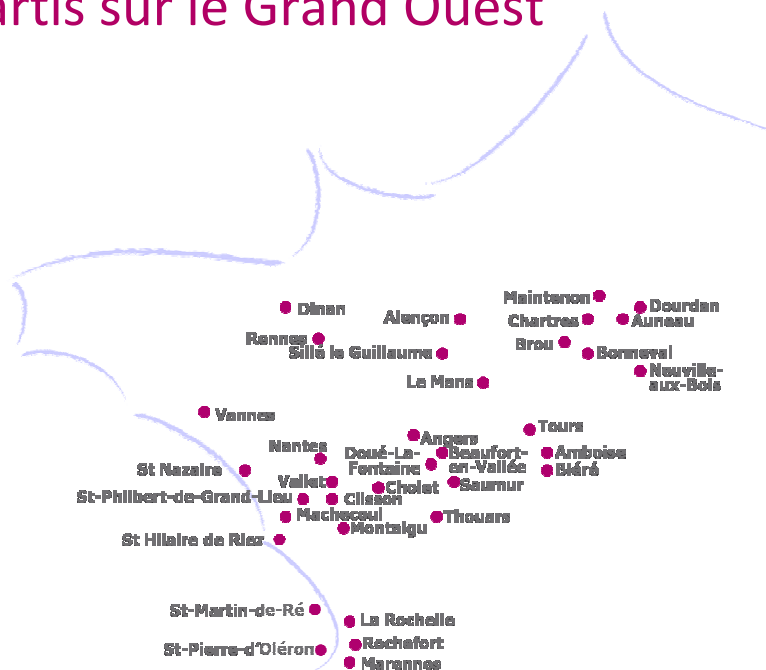 artis sur le Grand Ouest
Maintenon
Dinan
Dourdan
Alençon
Chartres
Auneau
Rennes
Brou
Sillé le Guillaume
Bonneval
Le Mans
Neuville-
aux-Bois
Vannes
Tours
Angers
Nantes
Doué-La-
Fontaine
Beaufort-
en-Vallée
Amboise
St Nazaire
Bléré
Vallet
Cholet
Saumur
St-Philbert-de-Grand-Lieu
Clisson
Machecoul
Thouars
Montaigu
St Hilaire de Riez
St-Martin-de-Ré
La Rochelle
Rochefort
St-Pierre-d'Oléron
Marennes